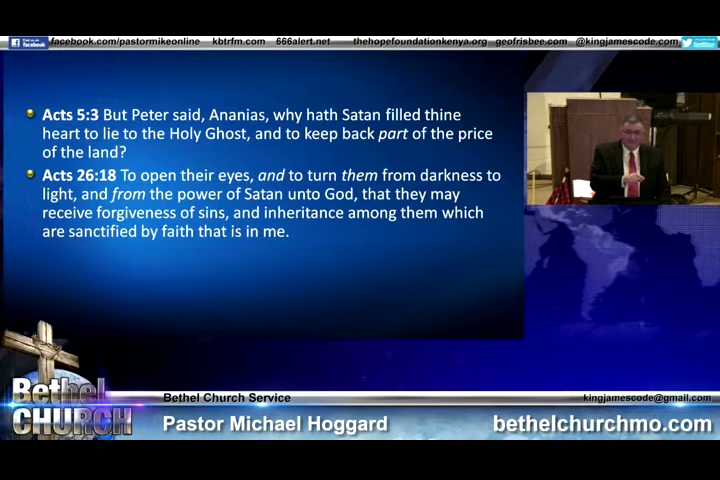 facebook.com/pastormikeonline kbtrfm.com 666alert.net thehopefoundationkenya.org geofrisbee.com @kingjamescode.com
Acts 5:3 But Peter said, Ananias, why hath Satan filled thine
heart to lie to the Holy Ghost, and to keep back part of the price
of the land?
Acts 26:18 To open their eyes, and to turn them from darkness to
light, and from the power of Satan unto God, that they may
receive forgiveness of sins, and inheritance among them which
are sanctified by faith that is in me.
Bethel
CHURCH
Bethel Church Service
kingjamescode@gmail.com
Pastor Michael Hoggard
bethelchurchmo.com